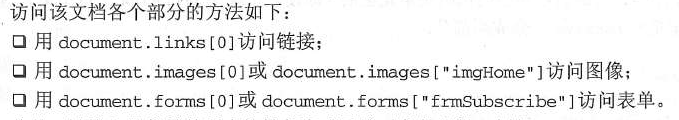 访问该文档各个部分的方法如下：
❑ 用 document.links[0]访问链接；
❑ 用 document.images[0]或 document.images["imgHome"]访问图像；
❑ 用 document.forms[0]或 document.forms["frmSubscribe"]访问表单。